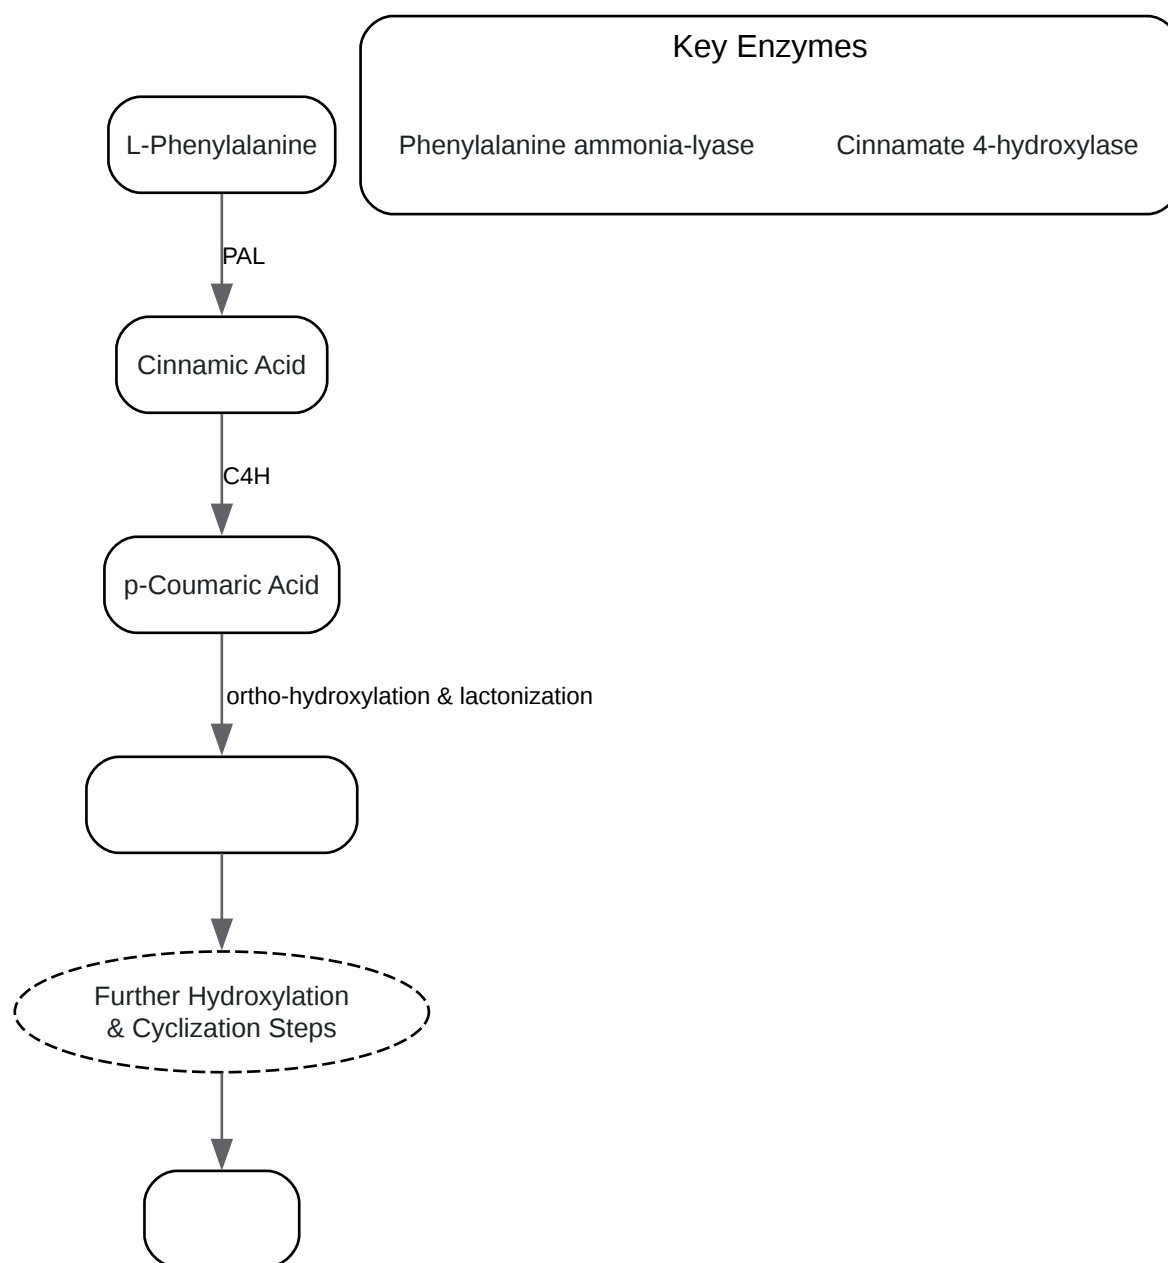 Key Enzymes
L-Phenylalanine
Phenylalanine ammonia-lyase
Cinnamate 4-hydroxylase
PAL
Cinnamic Acid
C4H
p-Coumaric Acid
ortho-hydroxylation & lactonization
Further Hydroxylation
& Cyclization Steps